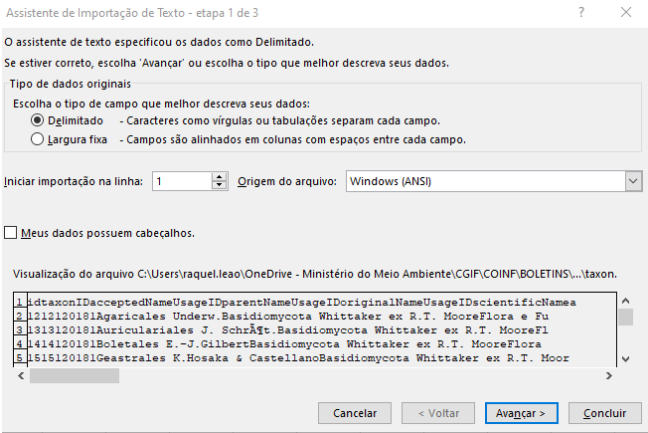 Assistente de Importação de Texto - etapa 1 de 3
O assistente de texto especificou os dados como Delimitado.
Se estiver correto, escolha 'Avançar' ou escolha o tipo que melhor descreva seus dados.
Tipo de dados originais
Escolha o tipo de campo que melhor descreva seus dados:
Delimitado - Caracteres como vírgulas ou tabulações separam cada campo.
Largura fixa - Campos são alinhados em colunas com espaços entre cada campo.
Iniciar importação na linha: 1 Origem do arquivo: Windows (ANSI)
Meus dados possuem cabeçalhos.
Visualização do arquivo C:\Users\raquel.leao\OneDrive - Ministério do Meio Ambiente\CGIF\COINF\BOLETINS\...\taxon.
1 idtaxonIDacceptedNameUsageIDparentNameUsageIDoriginalNameUsageIDscientificNamea
2 121212018lAgaricales Underw.Basidiomycota Whittaker ex R.T. MooreFlora e Fu
3 1313120181Auriculariales J. Schröt.Basidiomycota Whittaker ex R.T. MooreFl
4 1414120181Boletales E.-J.GilbertBasidiomycota Whittaker ex R.T. MooreFlora
5 1515120181Geastrales K.Hosaka & CastellanoBasidiomycota Whittaker ex R.T. Moor
Cancelar < Voltar Avançar > Concluir